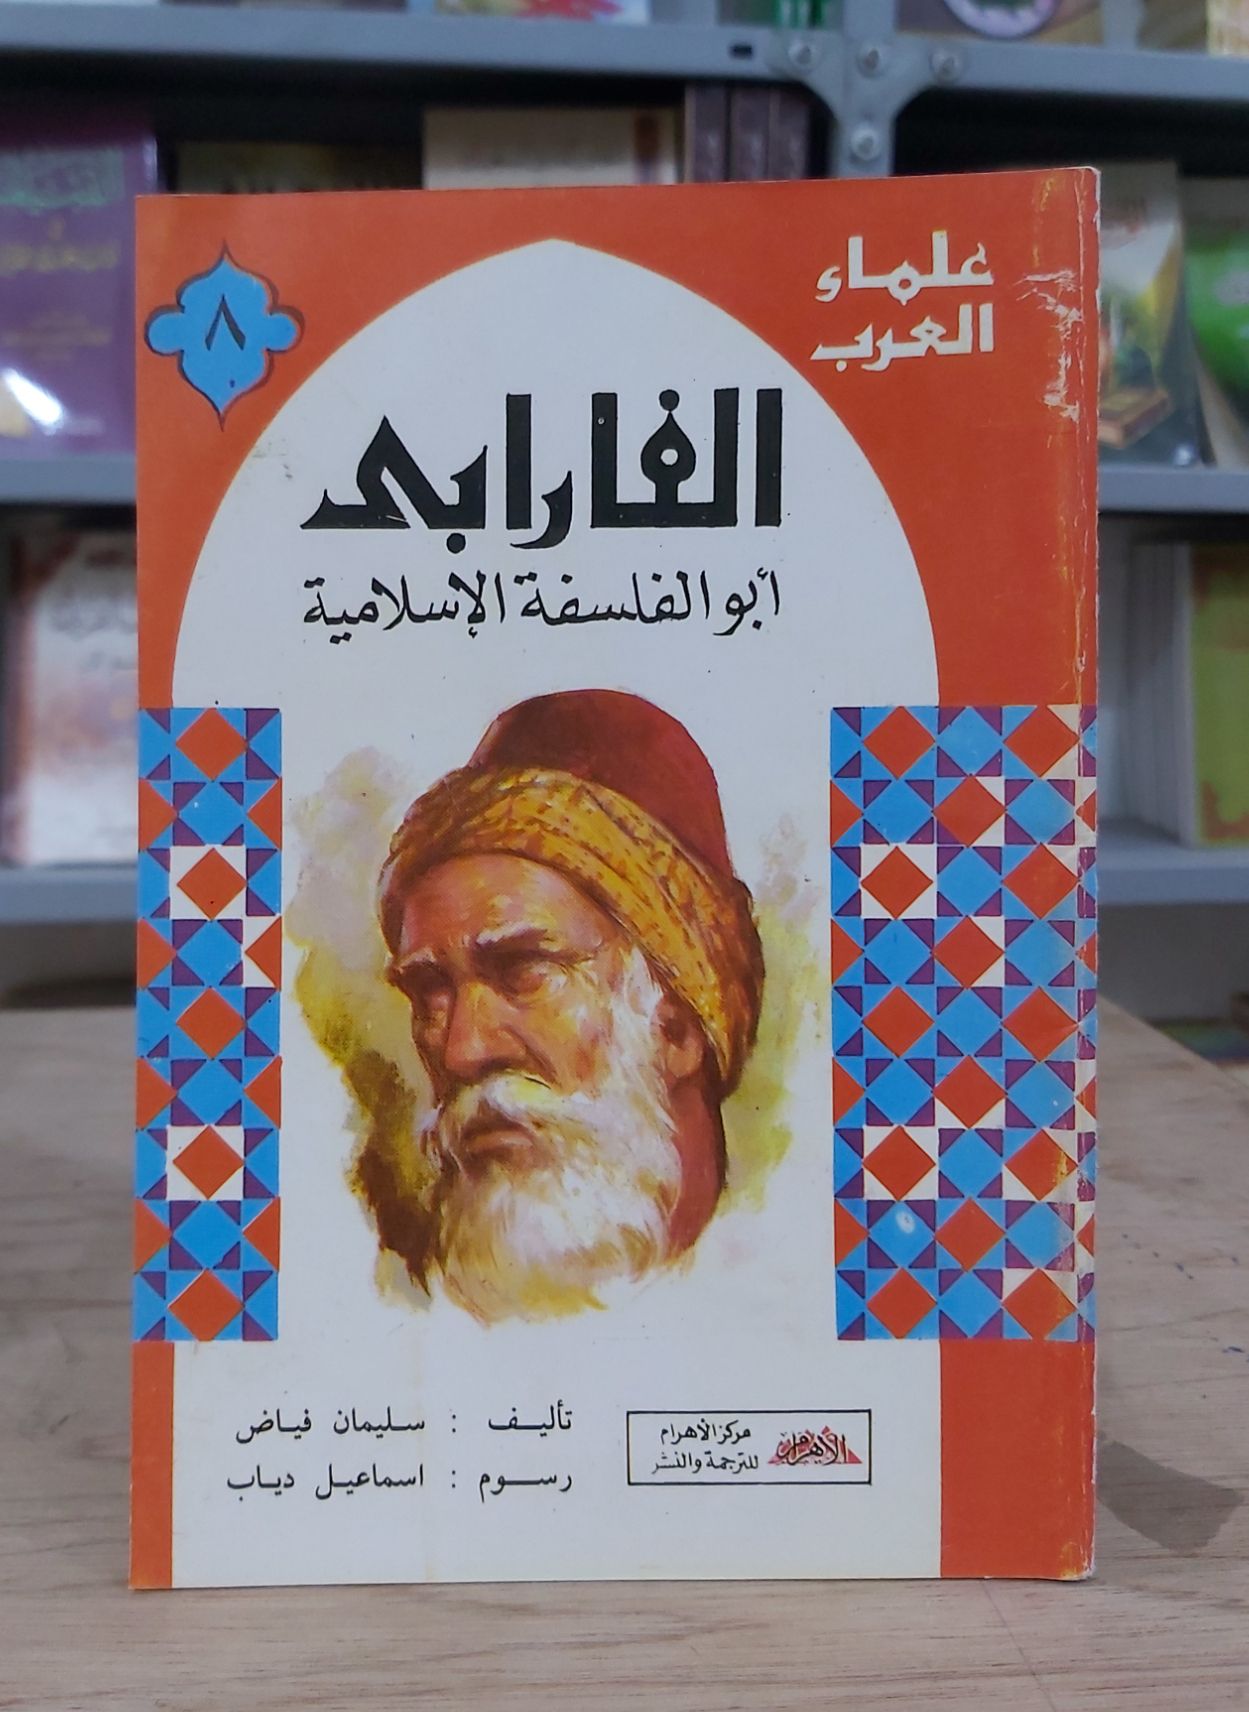 علماء
العرب
٨
الفارابى
أبو الفلسفة الإسلامية
تأليف : سليمان فياض
رسوم : اسماعيل دياب
الأهرام
مركز الأهرام
للترجمة والنشر